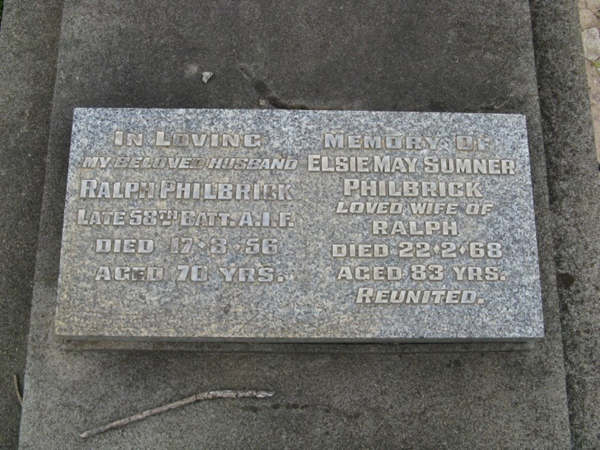 IN LOVING MEMORY OF
MY BELOVED HUSBAND
RALPH PHILBRICK
LATE 58TH BATT. A.I.F.
DIED 17·8·56
AGED 70 YRS.
ELSIE MAY SUMNER
PHILBRICK
LOVED WIFE OF
RALPH
DIED 22·2·68
AGED 83 YRS.
REUNITED.